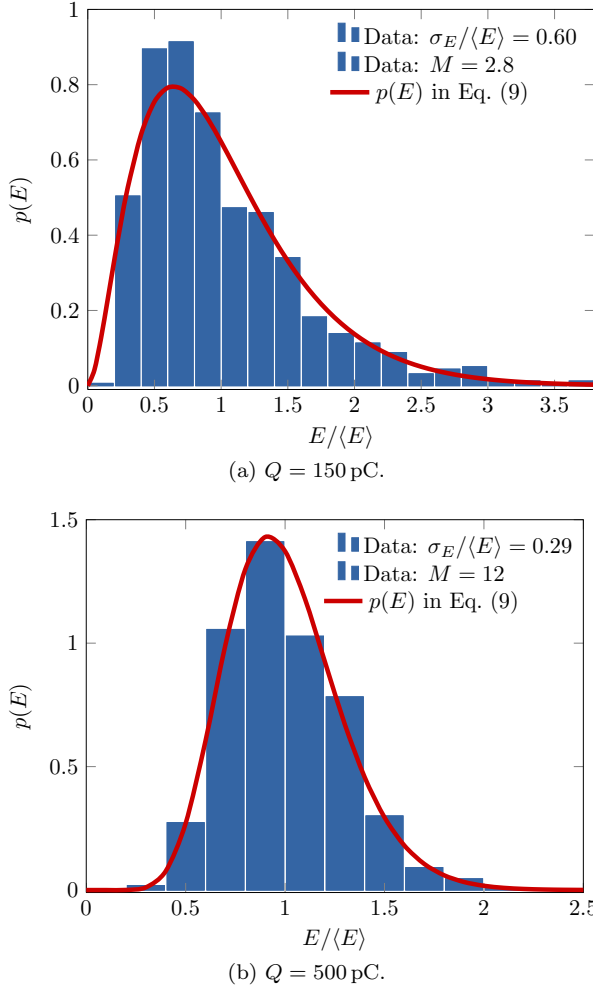 1
0.8
0.6
0.4
0.2
0
p(E)
Data: σ_E/⟨E⟩ = 0.60
Data: M = 2.8
p(E) in Eq. (9)
0 0.5 1 1.5 2 2.5 3 3.5
E/⟨E⟩
(a) Q = 150 pC.
1.5
1
0.5
0
p(E)
Data: σ_E/⟨E⟩ = 0.29
Data: M = 12
p(E) in Eq. (9)
0 0.5 1 1.5 2 2.5
E/⟨E⟩
(b) Q = 500 pC.